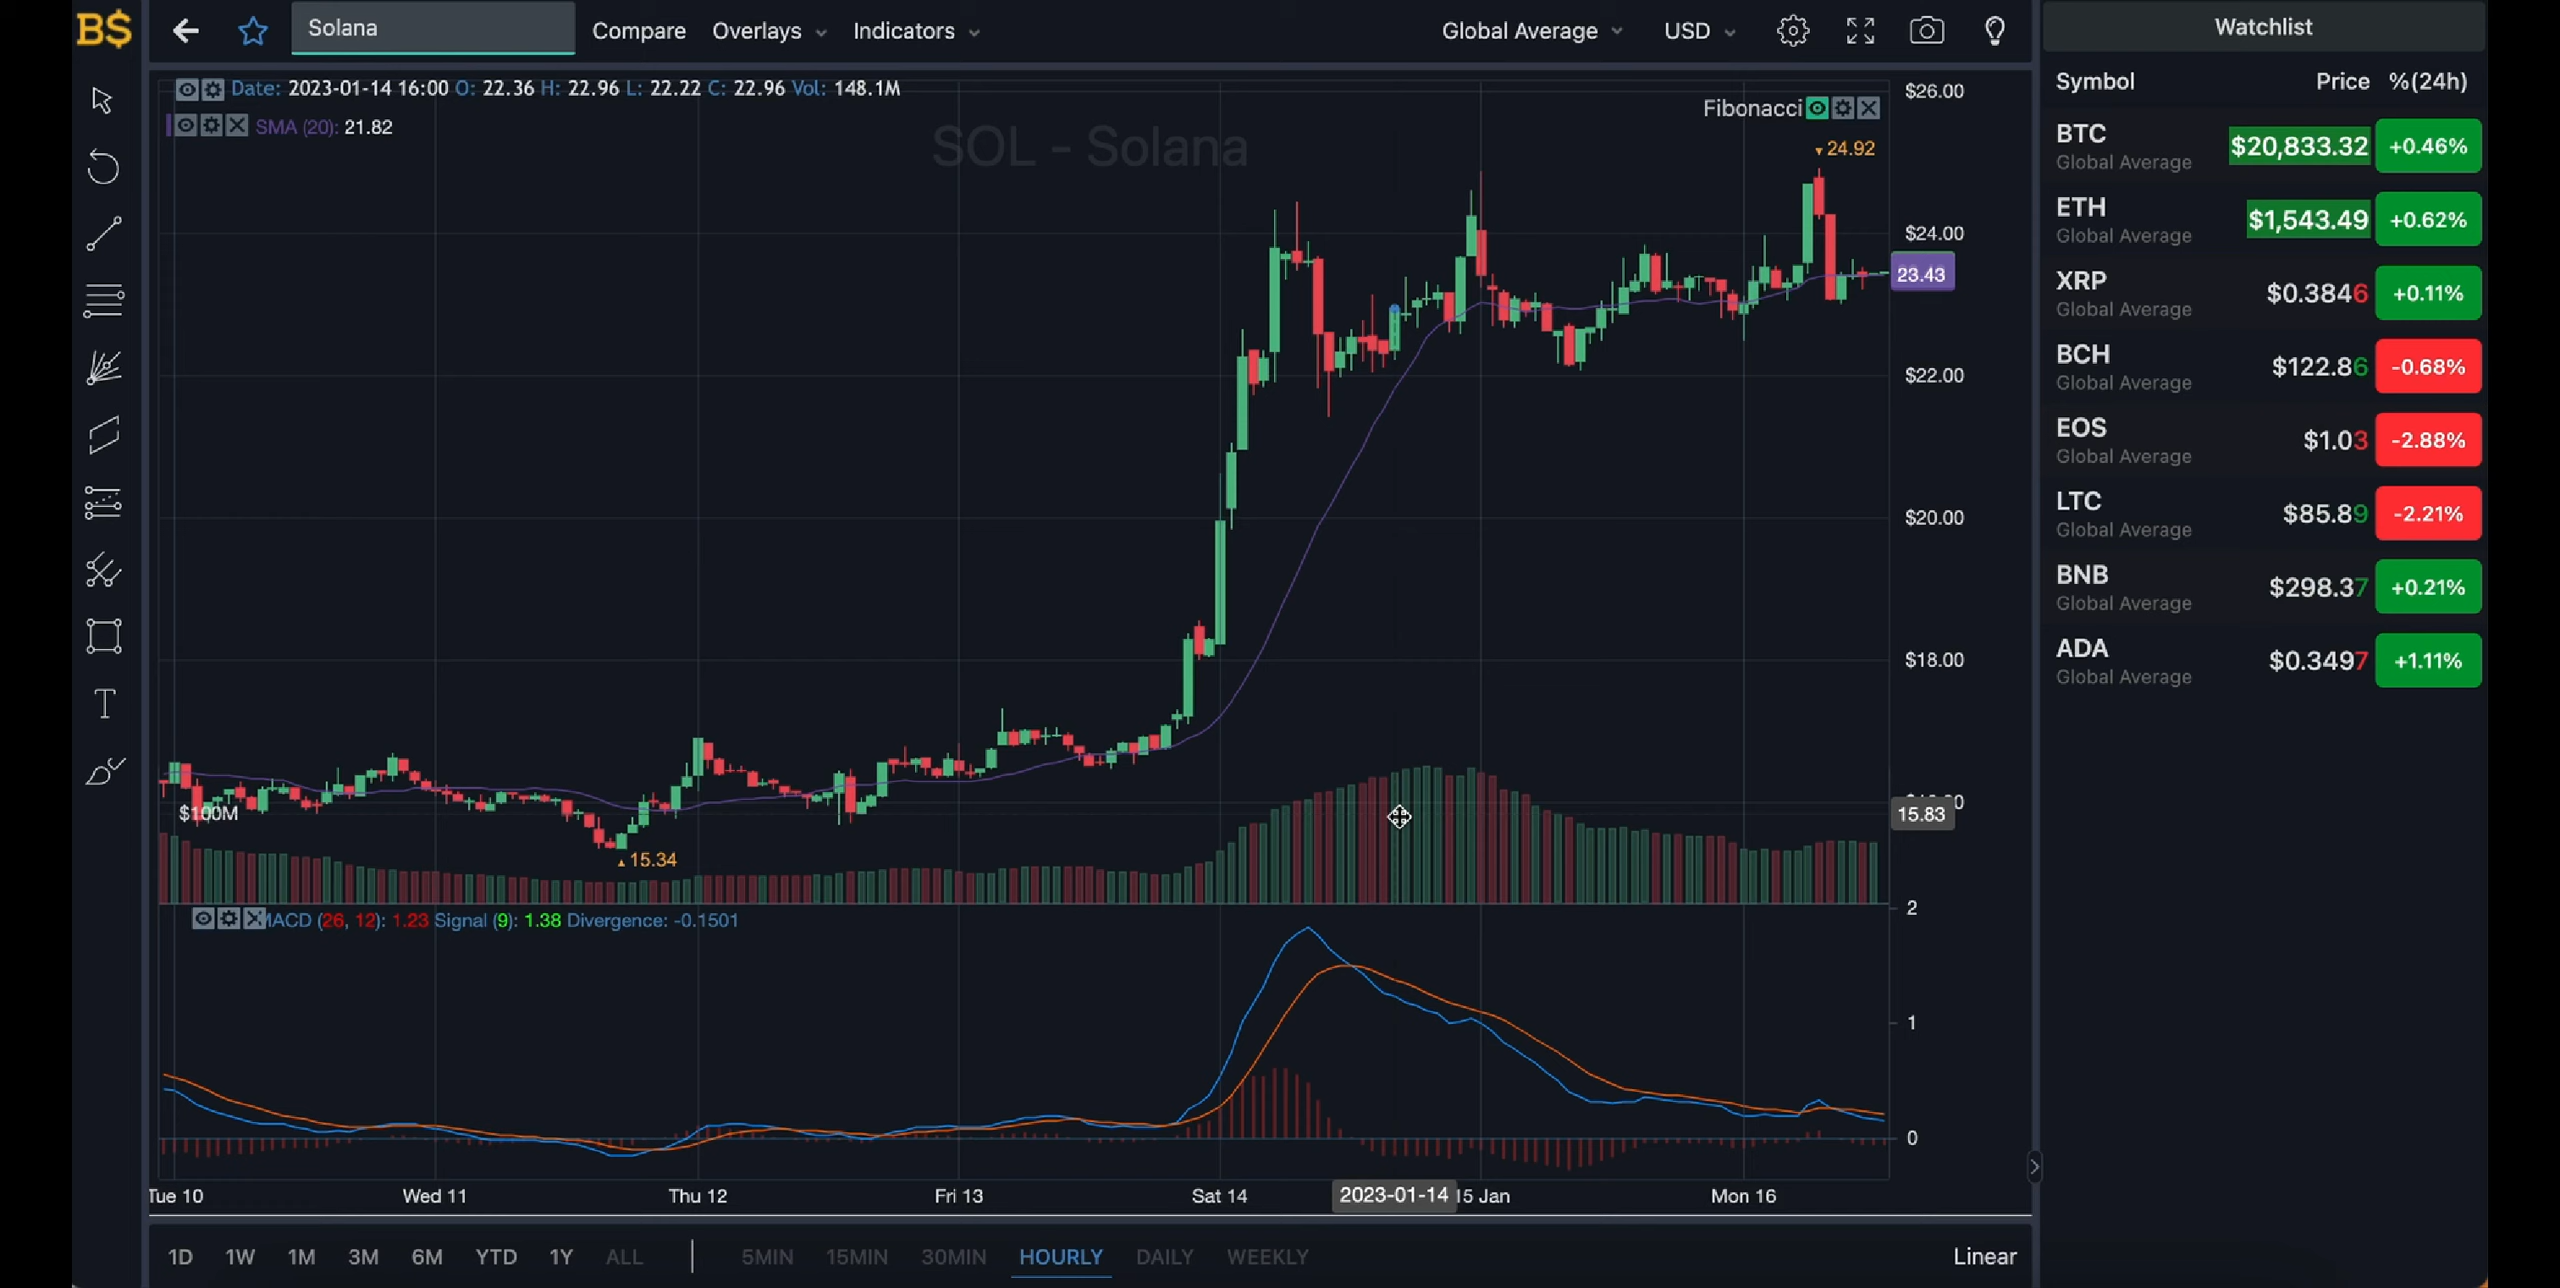 B$
Solana
Compare Overlays Indicators
Global Average USD
Watchlist
Date: 2023-01-14 16:00 O: 22.36 H: 22.96 L: 22.22 C: 22.96 Vol: 148.1M
SMA (20): 21.82
SOL - Solana
Fibonacci
24.92
$26.00
$24.00
23.43
$22.00
$20.00
$18.00
15.83
$100M
15.34
MACD (26, 12): 1.23 Signal (9): 1.38 Divergence: -0.1501
2
1
0
Tue 10 Wed 11 Thu 12 Fri 13 Sat 14 2023-01-14 15 Jan Mon 16
1D 1W 1M 3M 6M YTD 1Y ALL 5MIN 15MIN 30MIN HOURLY DAILY WEEKLY Linear
Symbol Price %(24h)
BTC $20,833.32 +0.46%
Global Average
ETH $1,543.49 +0.62%
Global Average
XRP $0.3846 +0.11%
Global Average
BCH $122.86 -0.68%
Global Average
EOS $1.03 -2.88%
Global Average
LTC $85.89 -2.21%
Global Average
BNB $298.37 +0.21%
Global Average
ADA $0.3497 +1.11%
Global Average